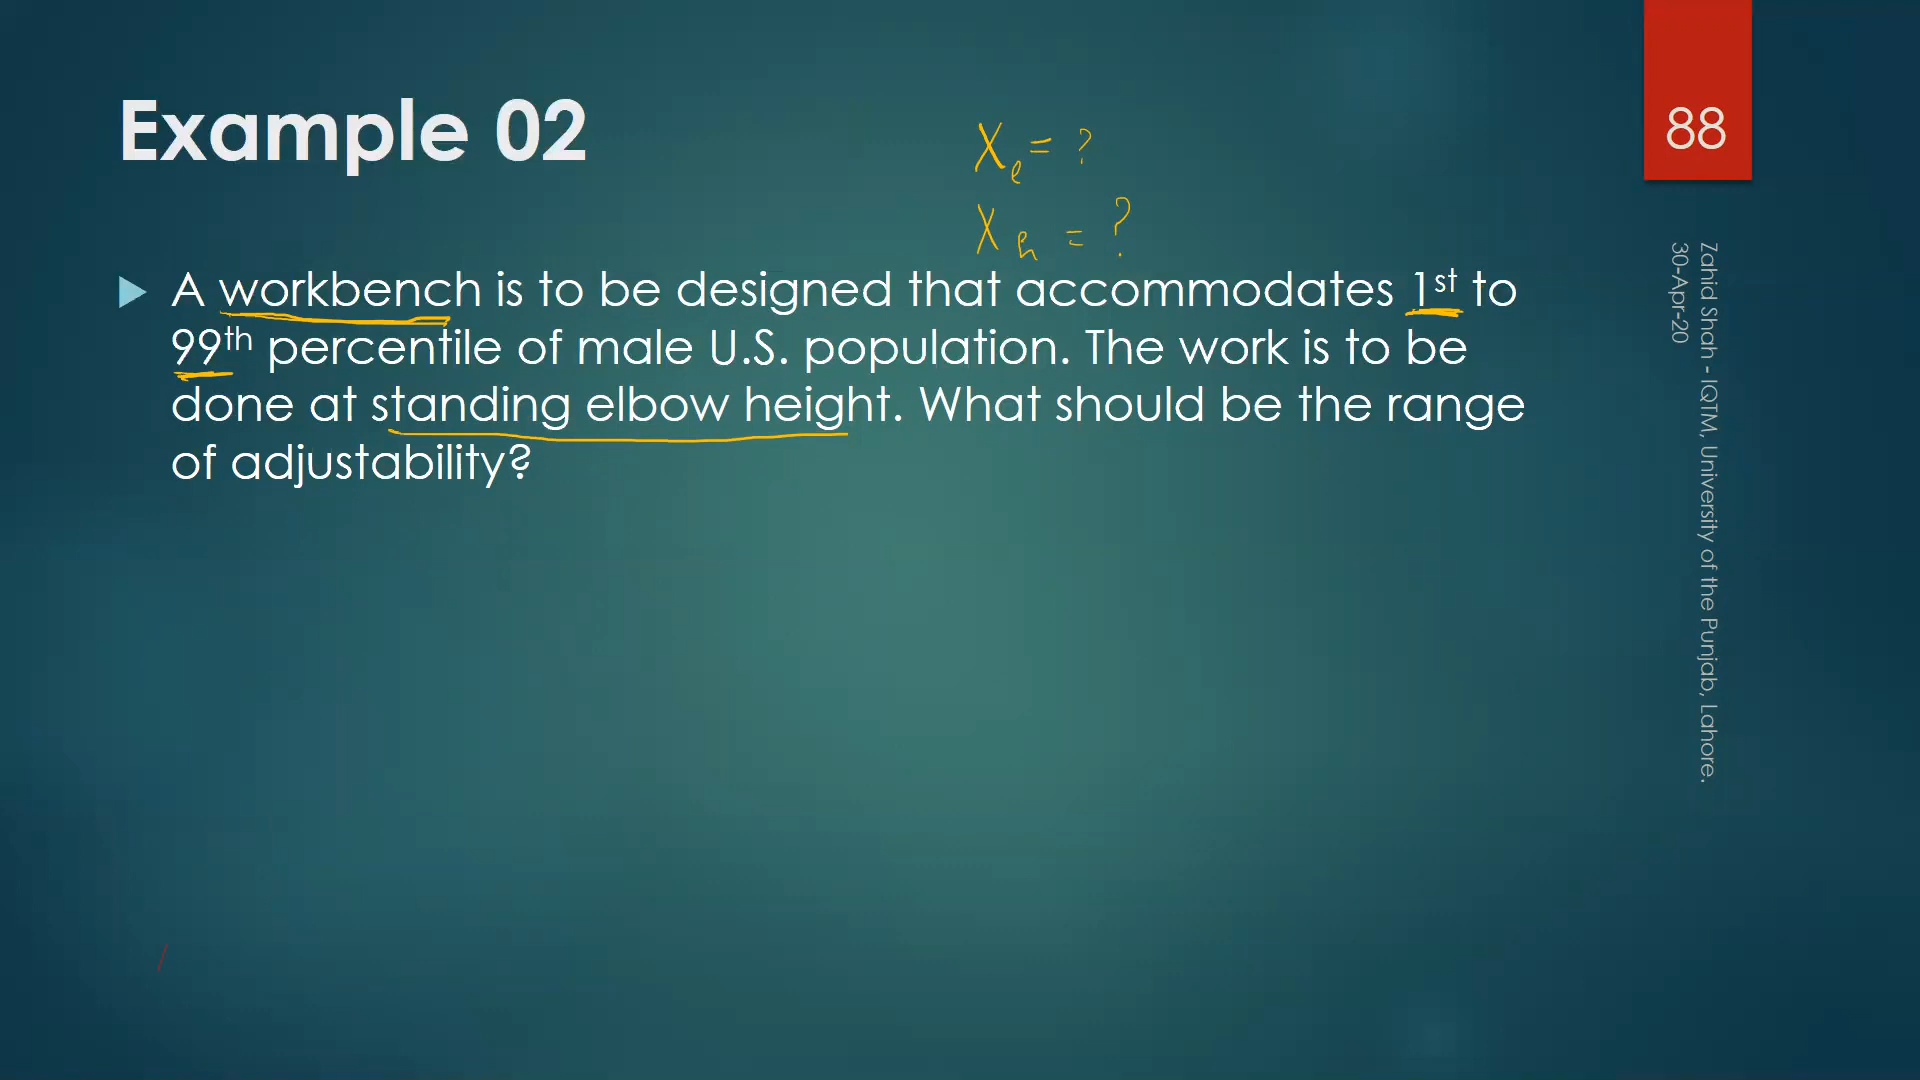 Example 02
88
X_l = ?
X_h = ?
A workbench is to be designed that accommodates 1st to
99th percentile of male U.S. population. The work is to be
done at standing elbow height. What should be the range
of adjustability?
Zahid Shah - IQTM, University of the Punjab, Lahore.
30-Apr-20